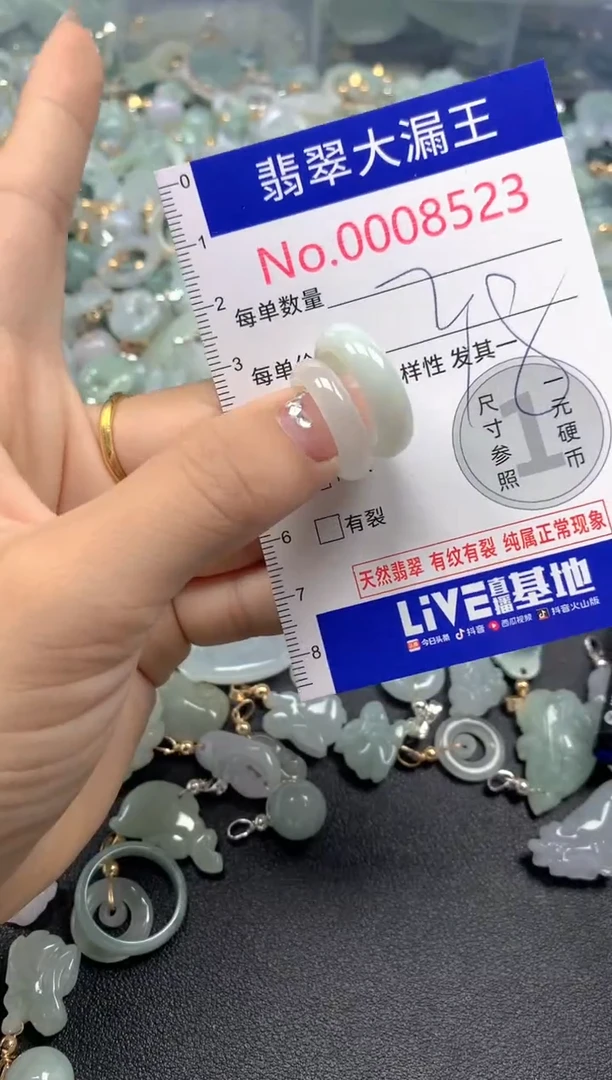 翡翠大漏王
No.0008523
0
1
2
3
6
7
8
每单数量
每单
样性 发其一
尺寸参照
1
一元硬币
有裂
天然翡翠 有纹有裂 纯属正常现象
LiVE直播基地
今日头条 抖音 西瓜视频 抖音火山版